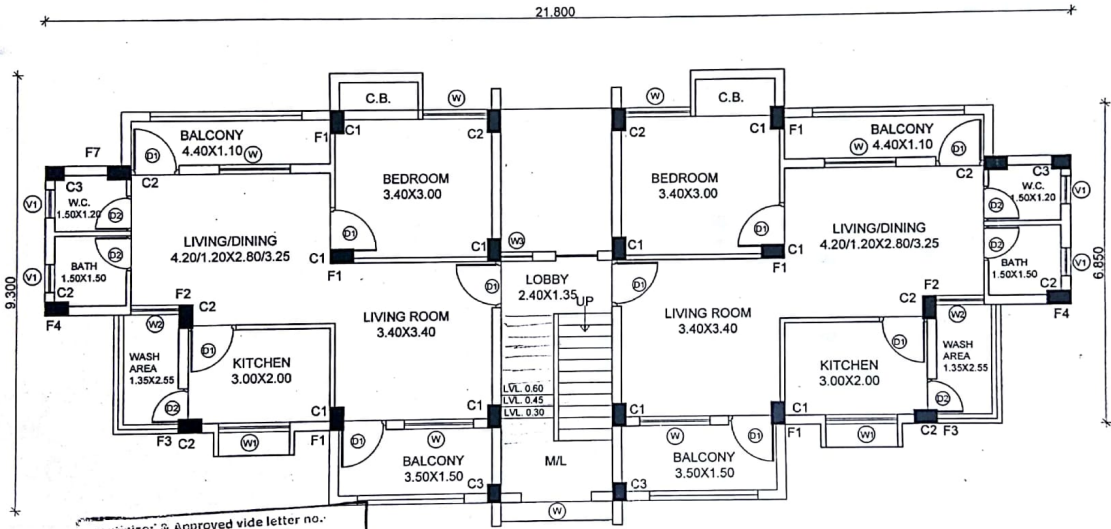 21.800
C.B.
W
W
C.B.
BALCONY
4.40X1.10
W
F1
C1
C2
C2
C1
F1
BALCONY
4.40X1.10
W
D1
D1
F7
C3
W.C.
1.50X1.20
D2
C2
BEDROOM
3.40X3.00
BEDROOM
3.40X3.00
C2
C3
W.C.
1.50X1.20
D2
V1
V1
9.300
6.850
LIVING/DINING
4.20/1.20X2.80/3.25
D1
D1
LIVING/DINING
4.20/1.20X2.80/3.25
D2
BATH
1.50X1.50
V1
C2
F4
C1
F1
C1
W3
C1
C1
F1
D2
BATH
1.50X1.50
V1
C2
F4
LOBBY
2.40X1.35
UP
D1
D1
F2
C2
W2
F2
C2
W2
LIVING ROOM
3.40X3.40
LIVING ROOM
3.40X3.40
WASH
AREA
1.35X2.55
D1
KITCHEN
3.00X2.00
KITCHEN
3.00X2.00
D1
WASH
AREA
1.35X2.55
D2
D2
LVL. 0.60
LVL. 0.45
LVL. 0.30
F3
C2
W1
C1
F1
C1
C1
C1
F1
W1
C2
F3
D1
W
W
D1
BALCONY
3.50X1.50
C3
M/L
C3
BALCONY
3.50X1.50
W
& Approved vide letter no.